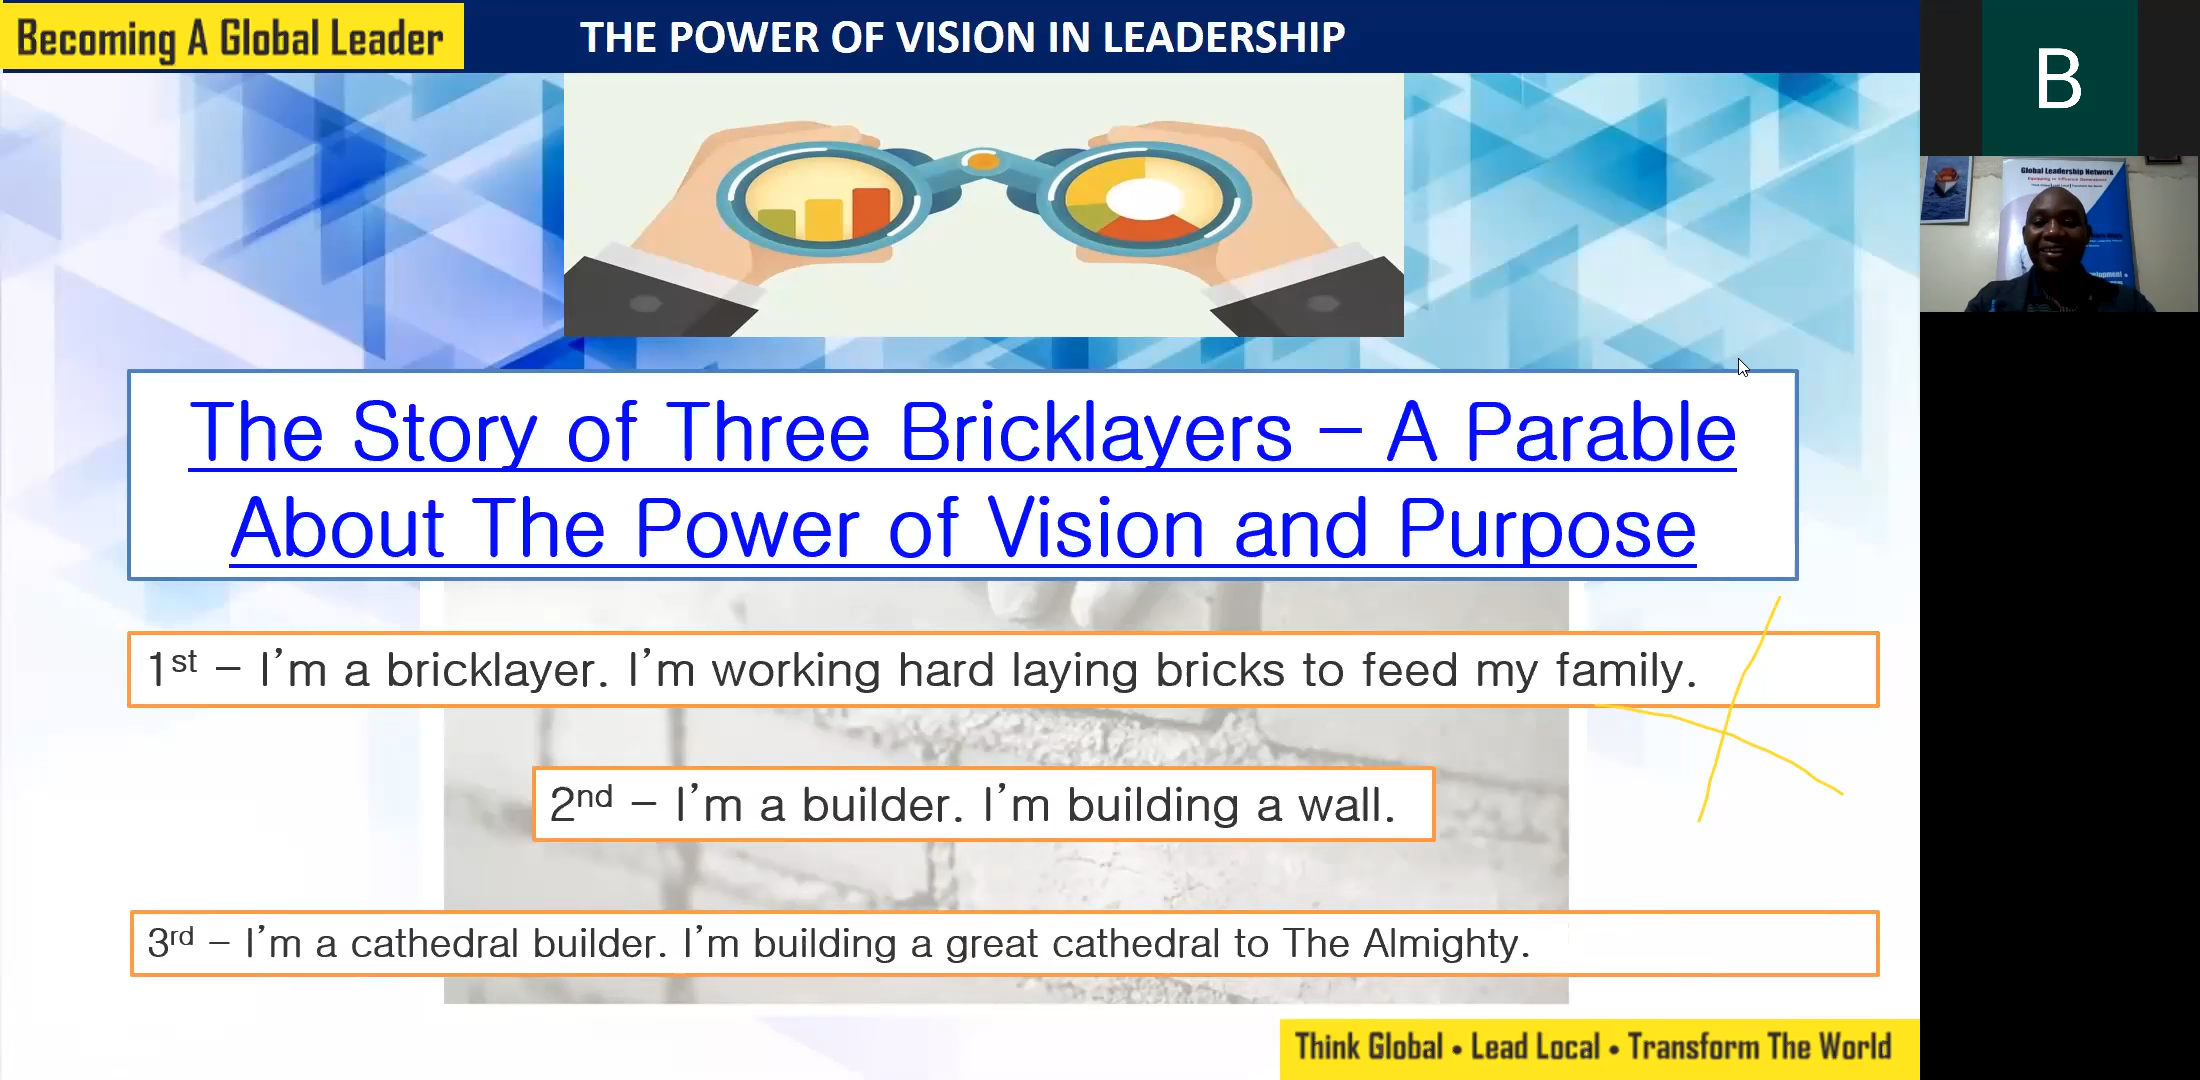 Becoming A Global Leader
THE POWER OF VISION IN LEADERSHIP
B
Global Leadership Network
The Story of Three Bricklayers – A Parable
About The Power of Vision and Purpose
1st – I'm a bricklayer. I'm working hard laying bricks to feed my family.
2nd – I'm a builder. I'm building a wall.
3rd – I'm a cathedral builder. I'm building a great cathedral to The Almighty.
Think Global • Lead Local • Transform The World